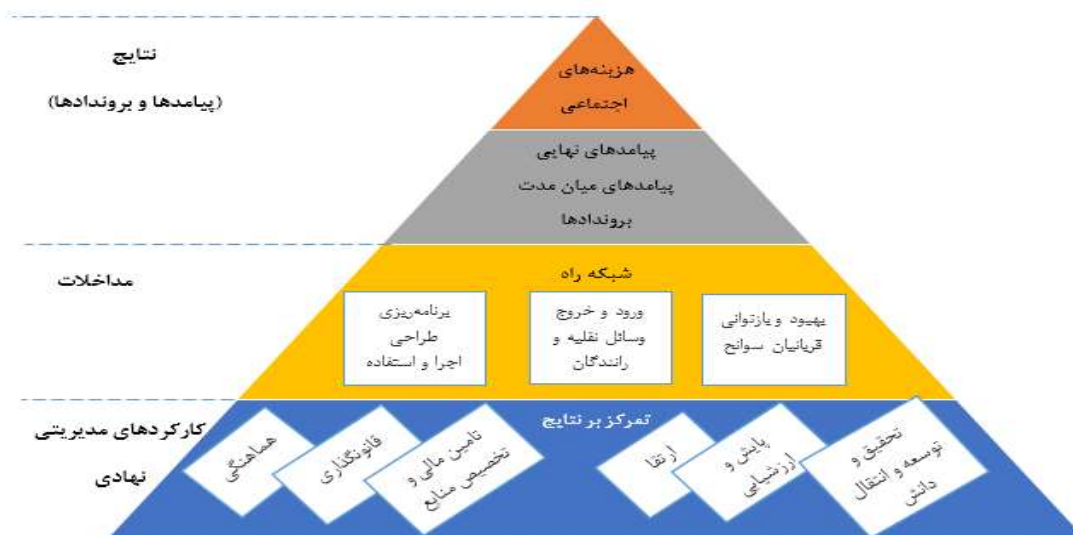 نتایج
(پیامدها و بروندادها)
هزینه‌های
اجتماعی
پیامدهای نهایی
پیامدهای میان مدت
بروندادها
مداخلات
شبکه راه
بهبود و بازتوانی
قربانیان سوانح
ورود و خروج
وسائل نقلیه و
رانندگان
برنامه‌ریزی
طراحی
اجرا و استفاده
کارکردهای مدیریتی
نهادی
تمرکز بر نتایج
تحقیق و
توسعه و انتقال
دانش
پایش و
ارزشیابی
ارتقا
تامین مالی و
تخصیص منابع
قانونگذاری
هماهنگی